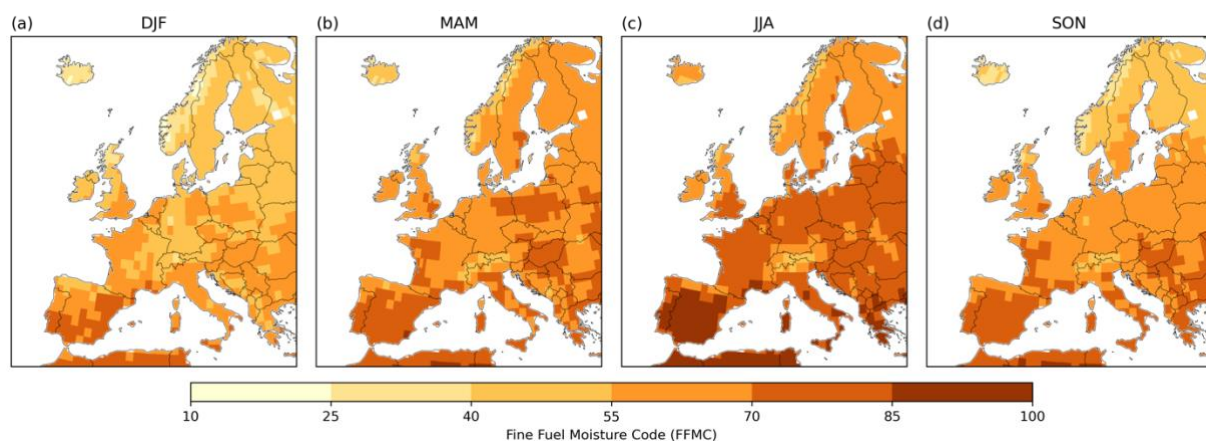 (a) DJF (b) MAM (c) JJA (d) SON
10 25 40 55 70 85 100
Fine Fuel Moisture Code (FFMC)